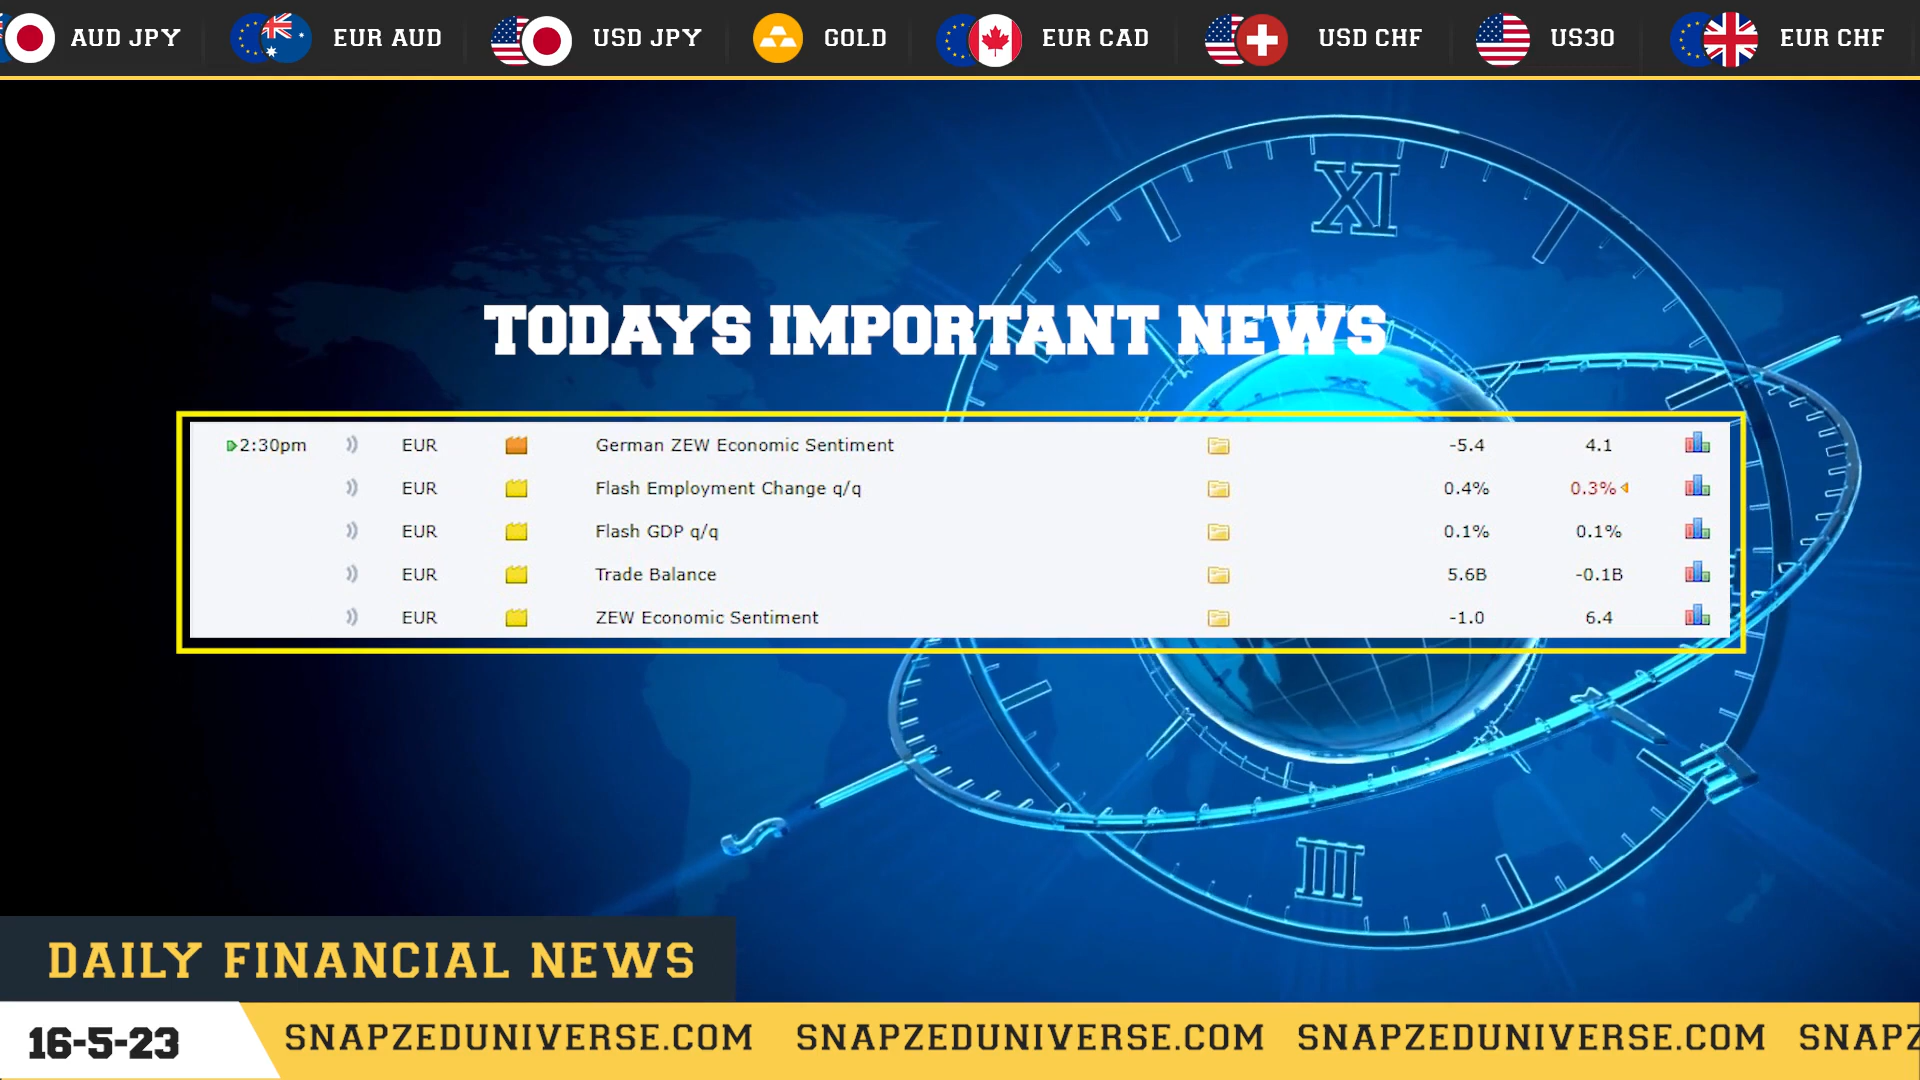 AUD JPY EUR AUD USD JPY GOLD EUR CAD USD CHF US30 EUR CHF
XI
TODAYS IMPORTANT NEWS
2:30pm EUR German ZEW Economic Sentiment -5.4 4.1
EUR Flash Employment Change q/q 0.4% 0.3%
EUR Flash GDP q/q 0.1% 0.1%
EUR Trade Balance 5.6B -0.1B
EUR ZEW Economic Sentiment -1.0 6.4
III
DAILY FINANCIAL NEWS
16-5-23 SNAPZEDUNIVERSE.COM SNAPZEDUNIVERSE.COM SNAPZEDUNIVERSE.COM SNAPZ